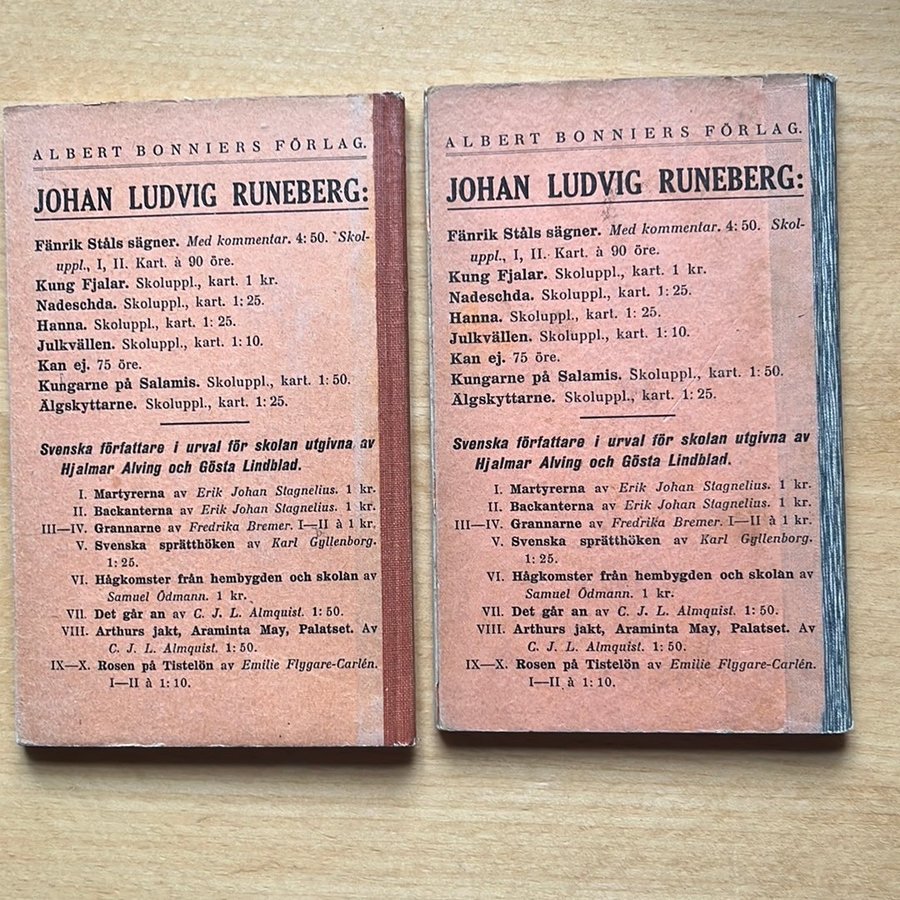 ALBERT BONNIERS FÖRLAG.
JOHAN LUDVIG RUNEBERG:
Fänrik Ståls sägner. Med kommentar. 4: 50. Skol-
uppl., I, II. Kart. à 90 öre.
Kung Fjalar. Skoluppl., kart. 1 kr.
Nadeschda. Skoluppl., kart. 1: 25.
Hanna. Skoluppl., kart. 1: 25.
Julkvällen. Skoluppl., kart. 1: 10.
Kan ej. 75 öre.
Kungarne på Salamis. Skoluppl., kart. 1: 50.
Älgskyttarne. Skoluppl., kart. 1: 25.
Svenska författare i urval för skolan utgivna av
Hjalmar Alving och Gösta Lindblad.
I. Martyrerna av Erik Johan Stagnelius. 1 kr.
II. Backanterna av Erik Johan Stagnelius. 1 kr.
III—IV. Grannarne av Fredrika Bremer. I—II à 1 kr.
V. Svenska sprätthöken av Karl Gyllenborg.
1: 25.
VI. Hågkomster från hembygden och skolan av
Samuel Ödmann. 1 kr.
VII. Det går an av C. J. L. Almquist. 1: 50.
VIII. Arthurs jakt, Araminta May, Palatset. Av
C. J. L. Almquist. 1: 50.
IX—X. Rosen på Tistelön av Emilie Flygare-Carlén.
I—II à 1: 10.
ALBERT BONNIERS FÖRLAG.
JOHAN LUDVIG RUNEBERG:
Fänrik Ståls sägner. Med kommentar. 4: 50. Skol-
uppl., I, II. Kart. à 90 öre.
Kung Fjalar. Skoluppl., kart. 1 kr.
Nadeschda. Skoluppl., kart. 1: 25.
Hanna. Skoluppl., kart. 1: 25.
Julkvällen. Skoluppl., kart. 1: 10.
Kan ej. 75 öre.
Kungarne på Salamis. Skoluppl., kart. 1: 50.
Älgskyttarne. Skoluppl., kart. 1: 25.
Svenska författare i urval för skolan utgivna av
Hjalmar Alving och Gösta Lindblad.
I. Martyrerna av Erik Johan Stagnelius. 1 kr.
II. Backanterna av Erik Johan Stagnelius. 1 kr.
III—IV. Grannarne av Fredrika Bremer. I—II à 1 kr.
V. Svenska sprätthöken av Karl Gyllenborg.
1: 25.
VI. Hågkomster från hembygden och skolan av
Samuel Ödmann. 1 kr.
VII. Det går an av C. J. L. Almquist. 1: 50.
VIII. Arthurs jakt, Araminta May, Palatset. Av
C. J. L. Almquist. 1: 50.
IX—X. Rosen på Tistelön av Emilie Flygare-Carlén.
I—II à 1: 10.